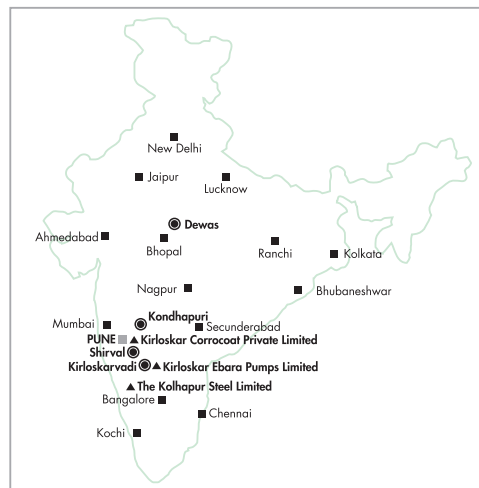 New Delhi
Jaipur
Lucknow
Dewas
Ahmedabad
Bhopal
Ranchi
Kolkata
Nagpur
Bhubaneshwar
Kondhapuri
Mumbai
Secunderabad
PUNE
Kirloskar Corrocoat Private Limited
Shirval
Kirloskarvadi
Kirloskar Ebara Pumps Limited
The Kolhapur Steel Limited
Bangalore
Chennai
Kochi